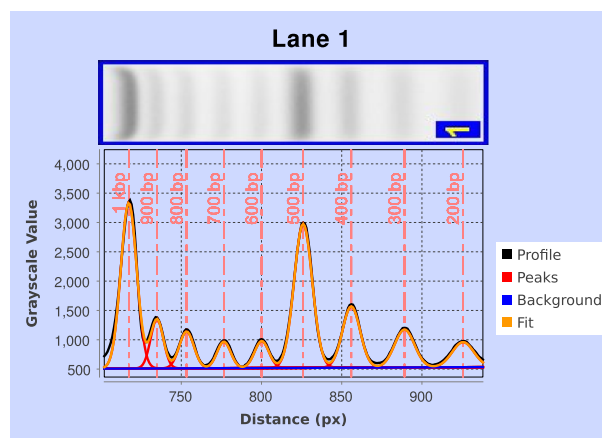 Lane 1
1
4,000
3,500
3,000
2,500
2,000
1,500
1,000
500
Grayscale Value
1 kbp
900 bp
800 bp
700 bp
600 bp
500 bp
400 bp
300 bp
200 bp
750
800
850
900
Distance (px)
Profile
Peaks
Background
Fit